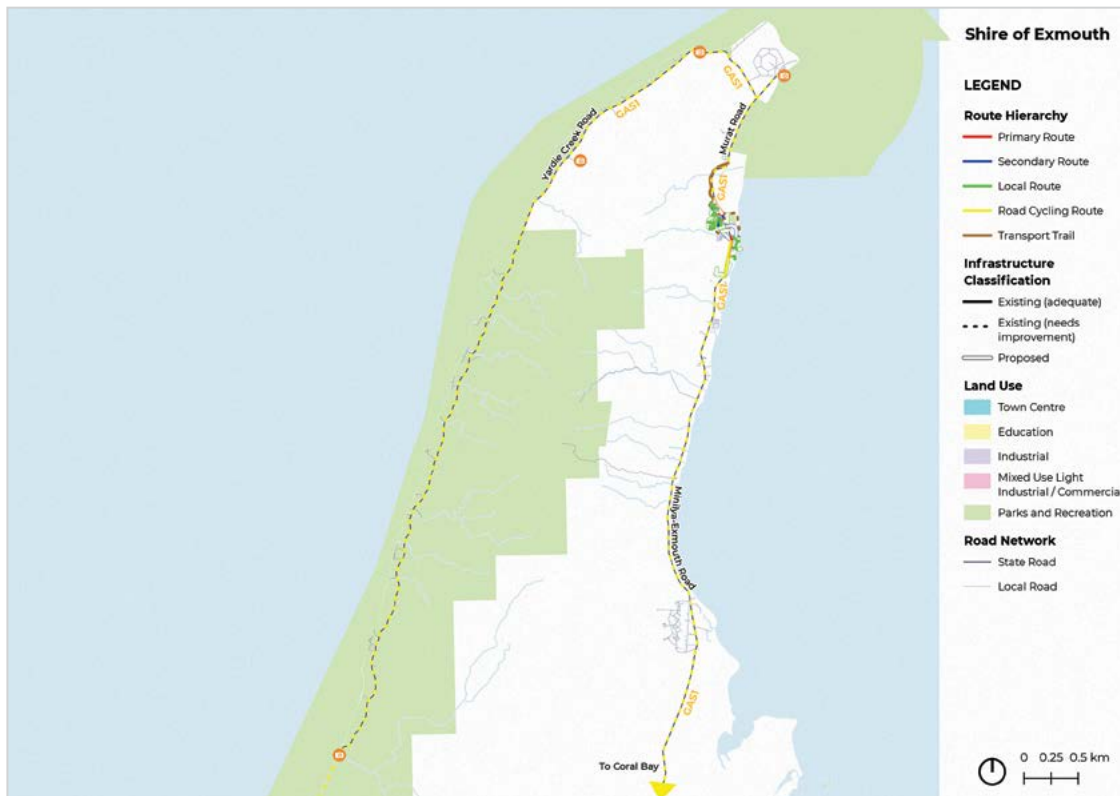 Shire of Exmouth
LEGEND
Route Hierarchy
Primary Route
Secondary Route
Local Route
Road Cycling Route
Transport Trail
Infrastructure
Classification
Existing (adequate)
Existing (needs
improvement)
Proposed
Land Use
Town Centre
Education
Industrial
Mixed Use Light
Industrial / Commercia
Parks and Recreation
Road Network
State Road
Local Road
0 0.25 0.5 km
GAS1
GAS1
Yardie Creek Road
Murat Road
GAS1
GAS1
Minilya-Exmouth Road
GAS1
To Coral Bay